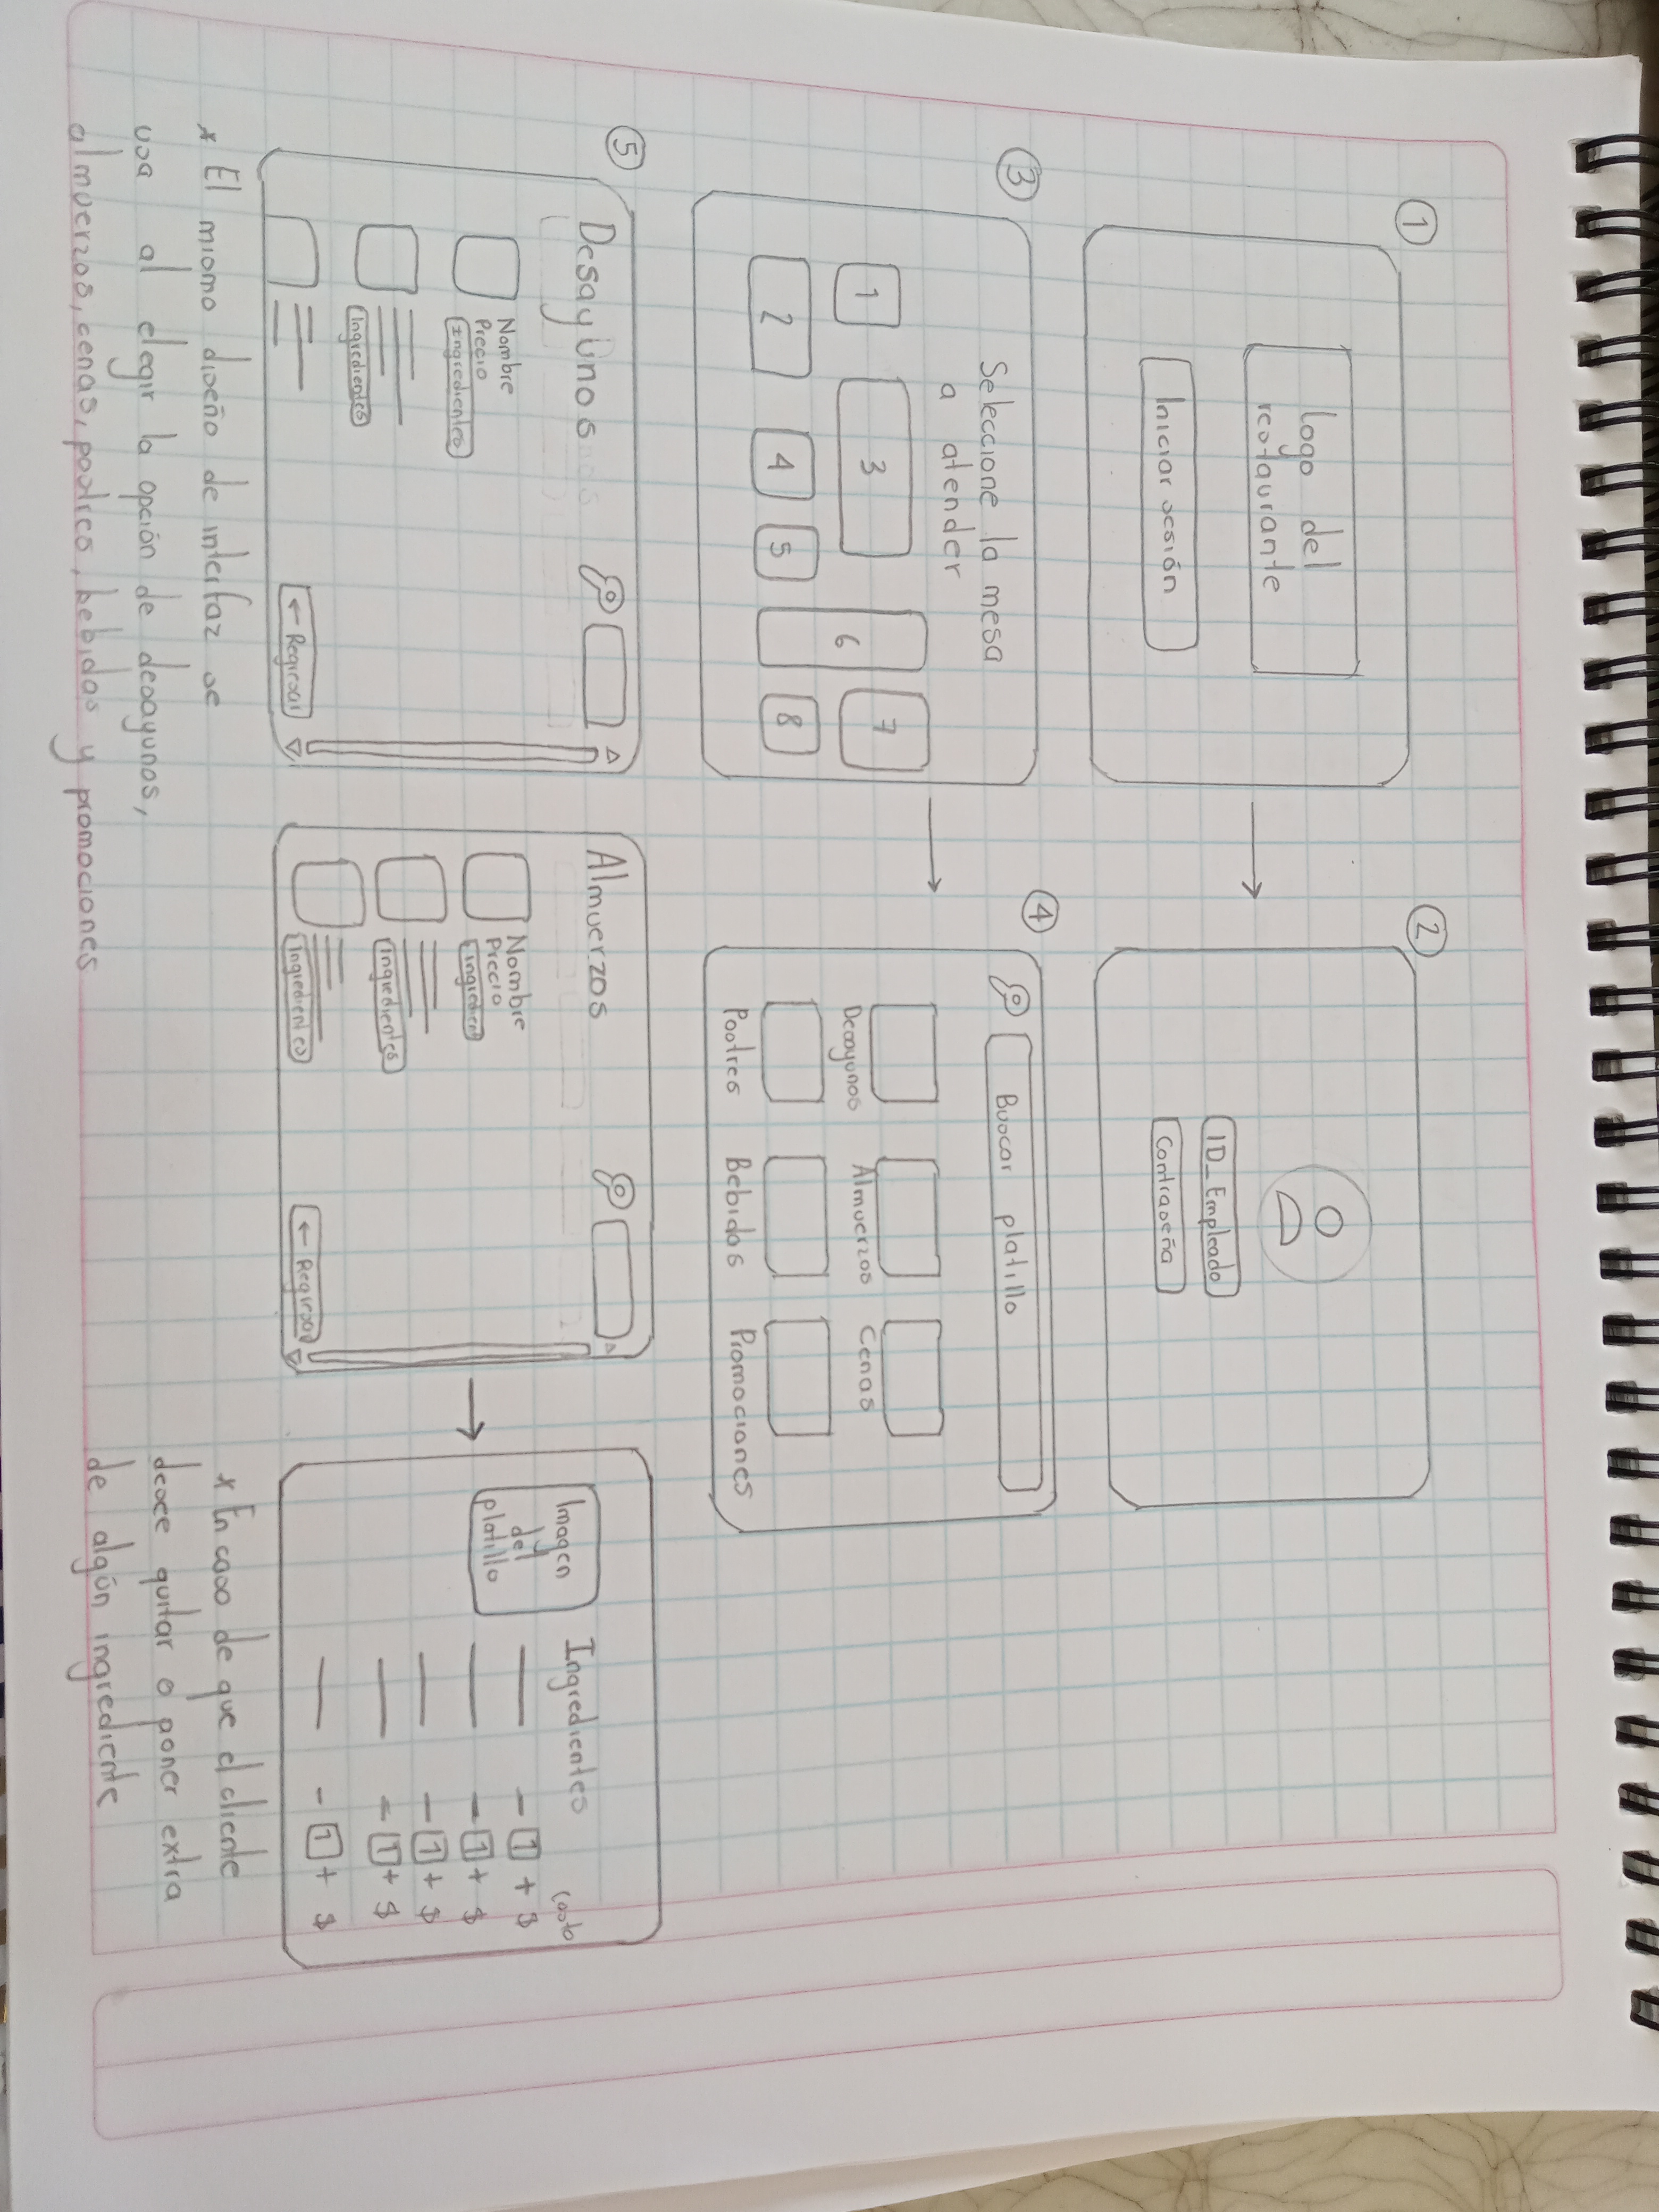 1
Logo del
restaurante
Iniciar sesión
2
ID_Empleado
Contraseña
3
Seleccione la mesa
a atender
1
3
6
7
2
4
5
8
4
Buscar platillo
Desayunos Almuerzos Cenas
Postres Bebidas Promociones
5
Desayunos
Nombre
Precio
Ingredientes
Ingredientes
← Regresar
Almuerzos
Nombre
Precio
Ingredient
Ingredientes
Ingredientes
← Regresar
Imagen
del
platillo
Ingredientes
Costo
- 1 + $
- 1 + $
- 1 + $
- 1 + $
- 1 + $
* El mismo diseño de interfaz se
usa al elegir la opción de desayunos,
almuerzos, cenas, postres, bebidas y promociones
* En caso de que el cliente
desee quitar o poner extra
de algún ingrediente